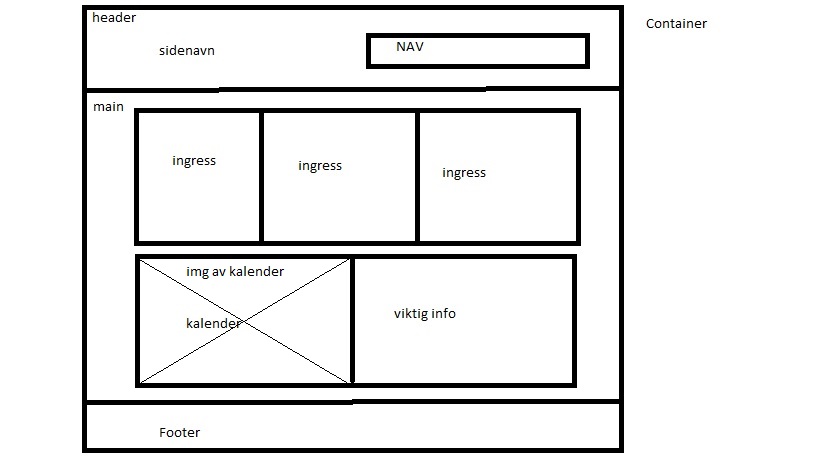 header
Container
sidenavn
NAV
main
ingress
ingress
ingress
img av kalender
kalender
viktig info
Footer